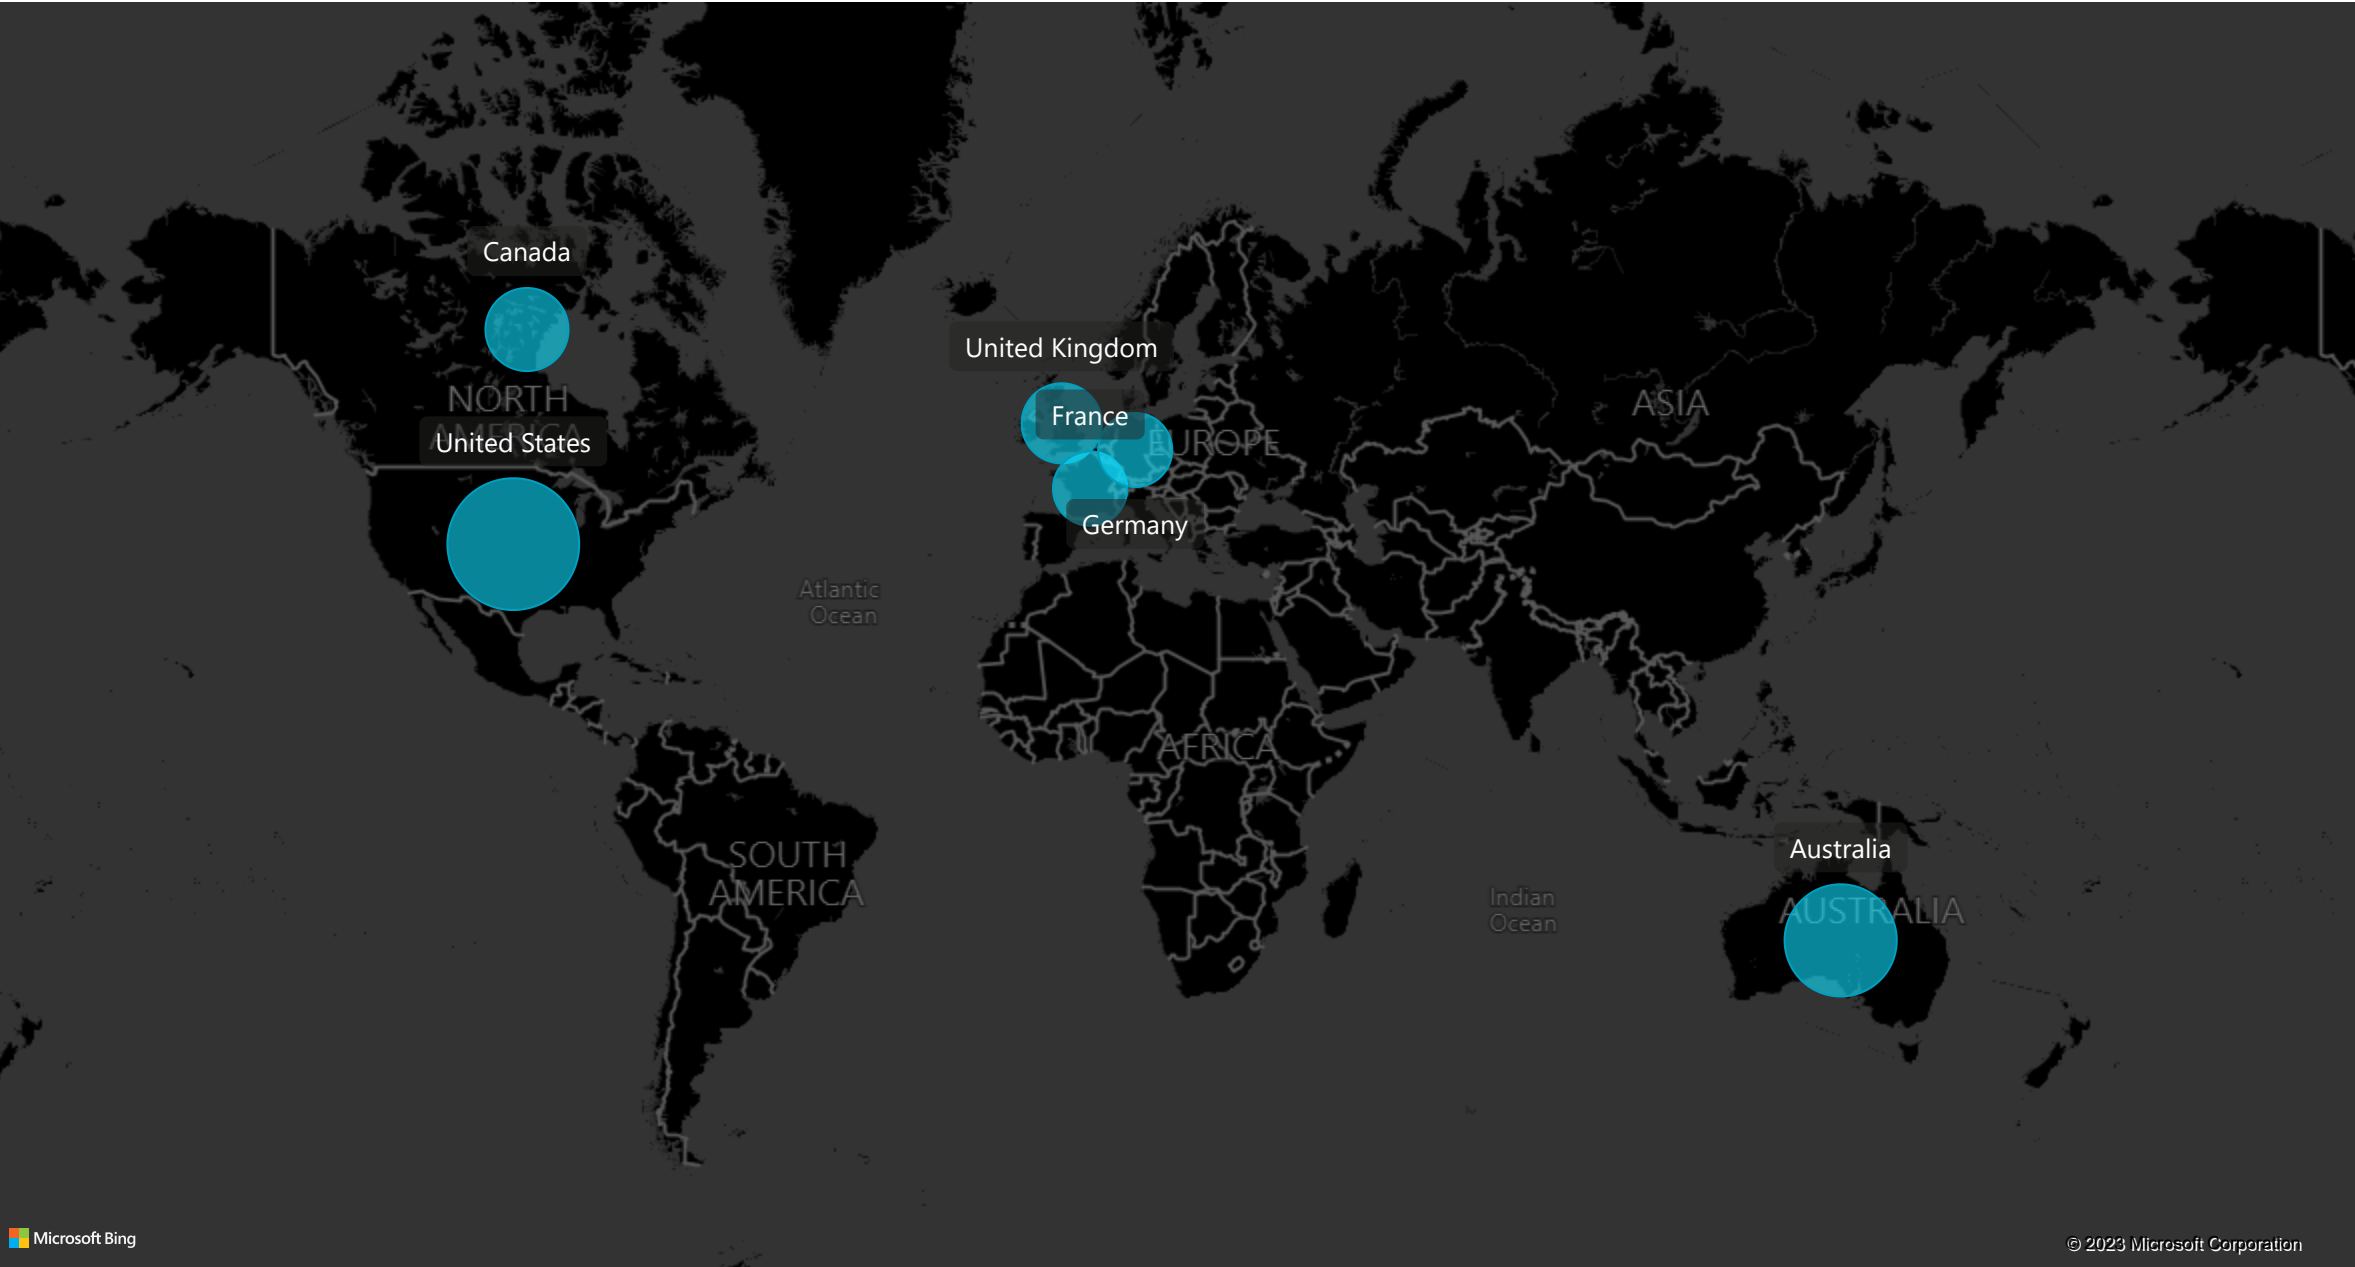 Canada
United Kingdom
NORTH
AMERICA
United States
France
EUROPE
ASIA
Germany
Atlantic
Ocean
AFRICA
SOUTH
AMERICA
Australia
AUSTRALIA
Indian
Ocean
Microsoft Bing
© 2023 Microsoft Corporation